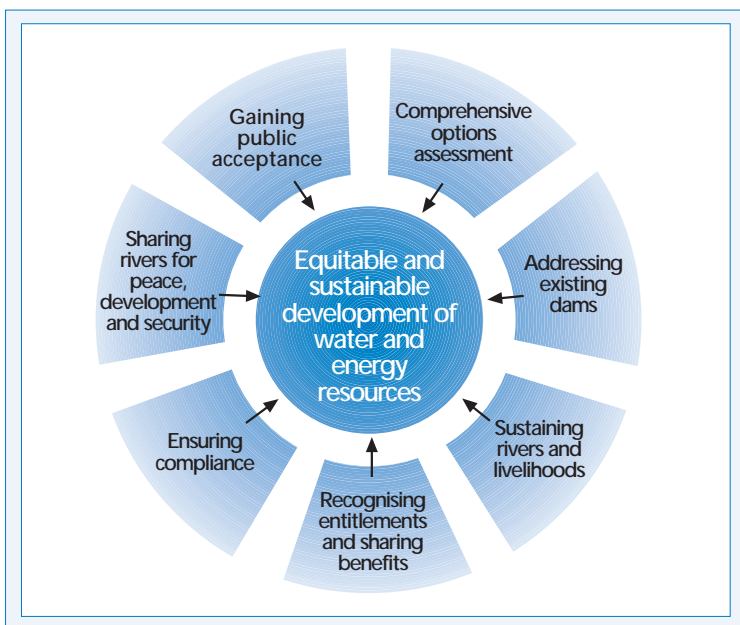 Gaining
public
acceptance
Comprehensive
options
assessment
Addressing
existing
dams
Sustaining
rivers and
livelihoods
Recognising
entitlements
and sharing
benefits
Ensuring
compliance
Sharing
rivers for
peace,
development
and security
Equitable and
sustainable
development of
water and
energy
resources